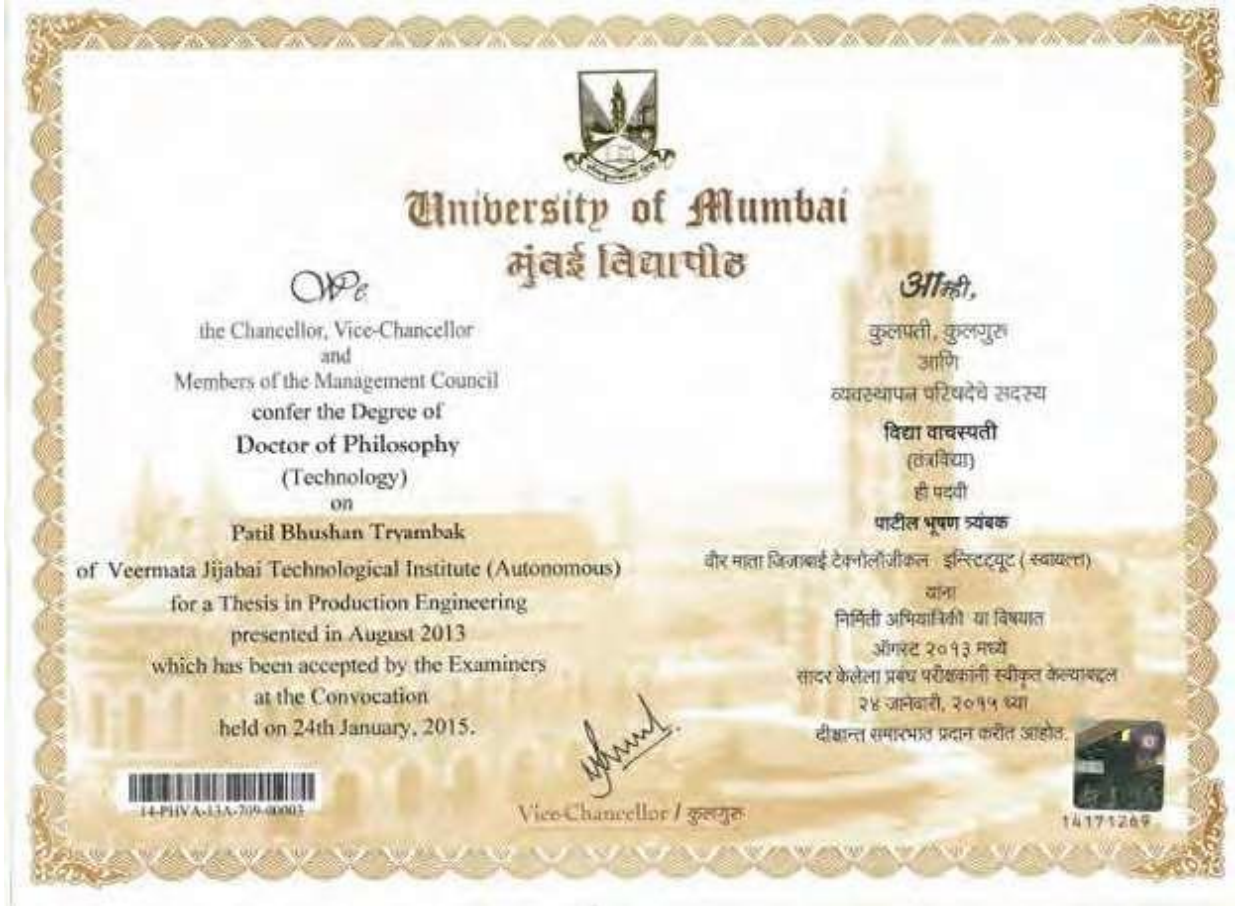 University of Mumbai
मुंबई विद्यापीठ
We
the Chancellor, Vice-Chancellor
and
Members of the Management Council
confer the Degree of
Doctor of Philosophy
(Technology)
on
Patil Bhushan Tryambak
of Veermata Jijabai Technological Institute (Autonomous)
for a Thesis in Production Engineering
presented in August 2013
which has been accepted by the Examiners
at the Convocation
held on 24th January, 2015.
14-PHVA-13A-709-00003
आम्ही,
कुलपती, कुलगुरु
आणि
व्यवस्थापन परिषदेचे सदस्य
विद्या वाचस्पती
(तंत्रविद्या)
ही पदवी
पाटील भूषण त्र्यंबक
वीर माता जिजाबाई टेक्नोलॉजीकल इन्स्टिट्यूट ( स्वायत्त)
यांना
निर्मिती अभियांत्रिकी या विषयात
ऑगस्ट २०१३ मध्ये
सादर केलेला प्रबंध परीक्षकांनी स्वीकृत केल्याबद्दल
२४ जानेवारी, २०१५ च्या
दीक्षान्त समारंभात प्रदान करीत आहोत.
Vice-Chancellor / कुलगुरु
14171269